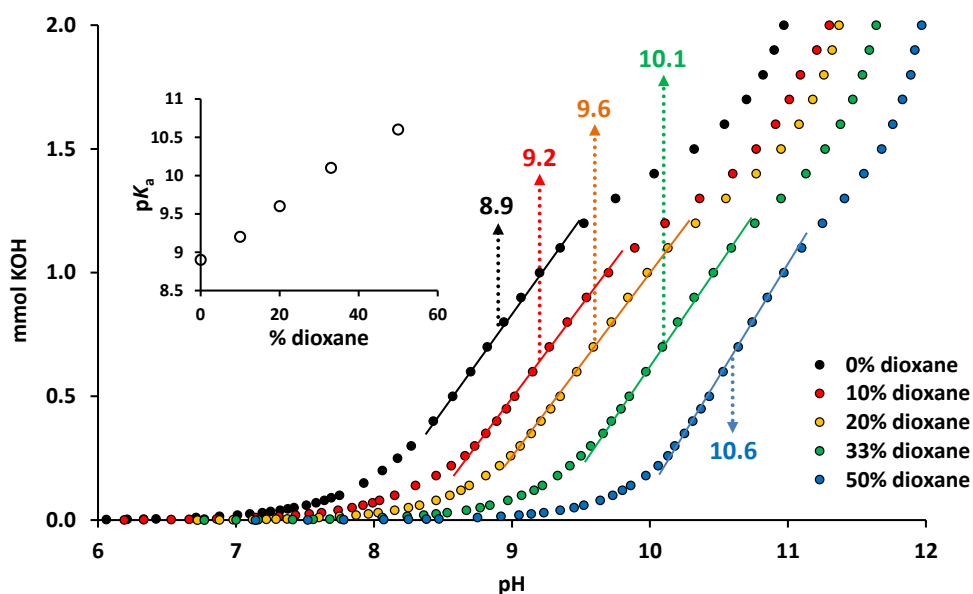 mmol KOH
2.0
1.5
1.0
0.5
0.0
6 7 8 9 10 11 12
pH
pKa
11
10.5
10
9.5
9
8.5
0 20 40 60
% dioxane
8.9
9.2
9.6
10.1
10.6
0% dioxane
10% dioxane
20% dioxane
33% dioxane
50% dioxane